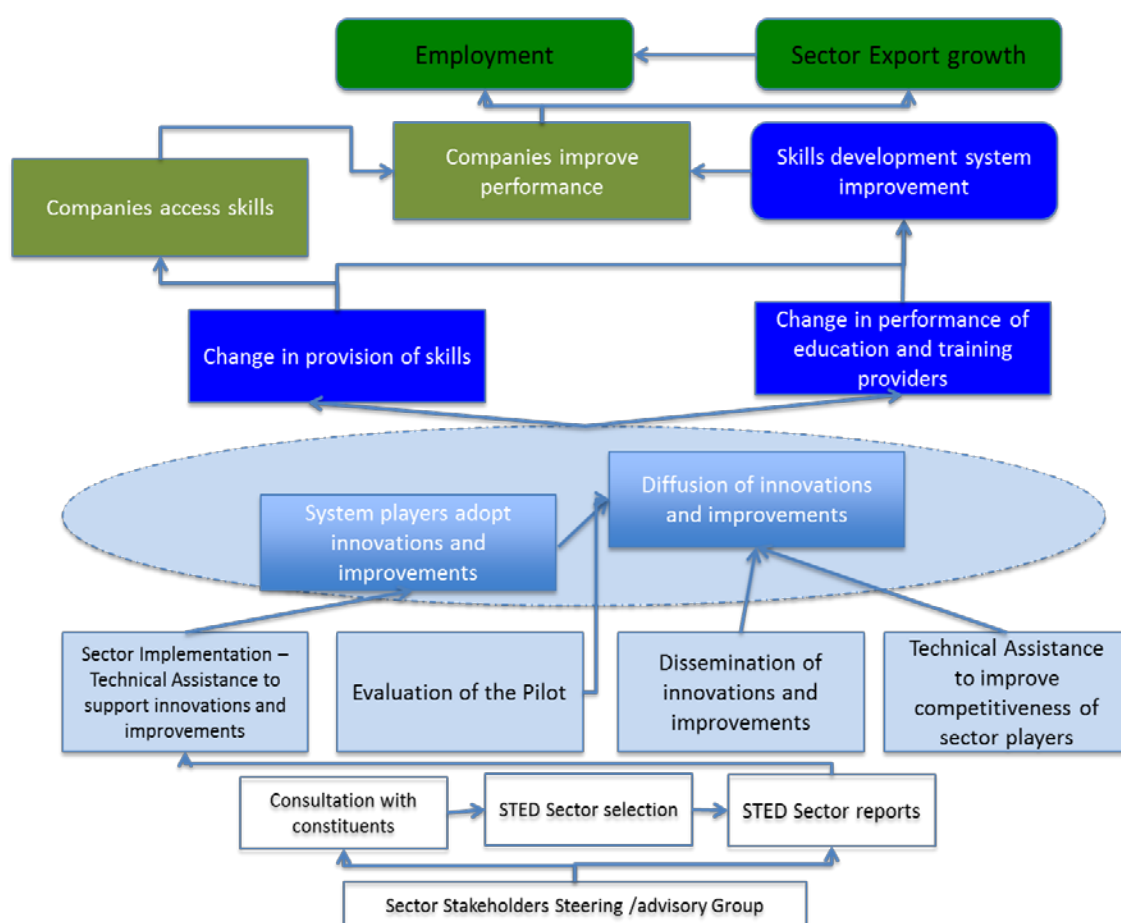 Employment
Sector Export growth
Companies improve
performance
Skills development system
improvement
Companies access skills
Change in provision of skills
Change in performance of
education and training
providers
Diffusion of innovations
and improvements
System players adopt
innovations and
improvements
Sector Implementation –
Technical Assistance to
support innovations and
improvements
Evaluation of the Pilot
Dissemination of
innovations and
improvements
Technical Assistance
to improve
competitiveness of
sector players
Consultation with
constituents
STED Sector selection
STED Sector reports
Sector Stakeholders Steering /advisory Group